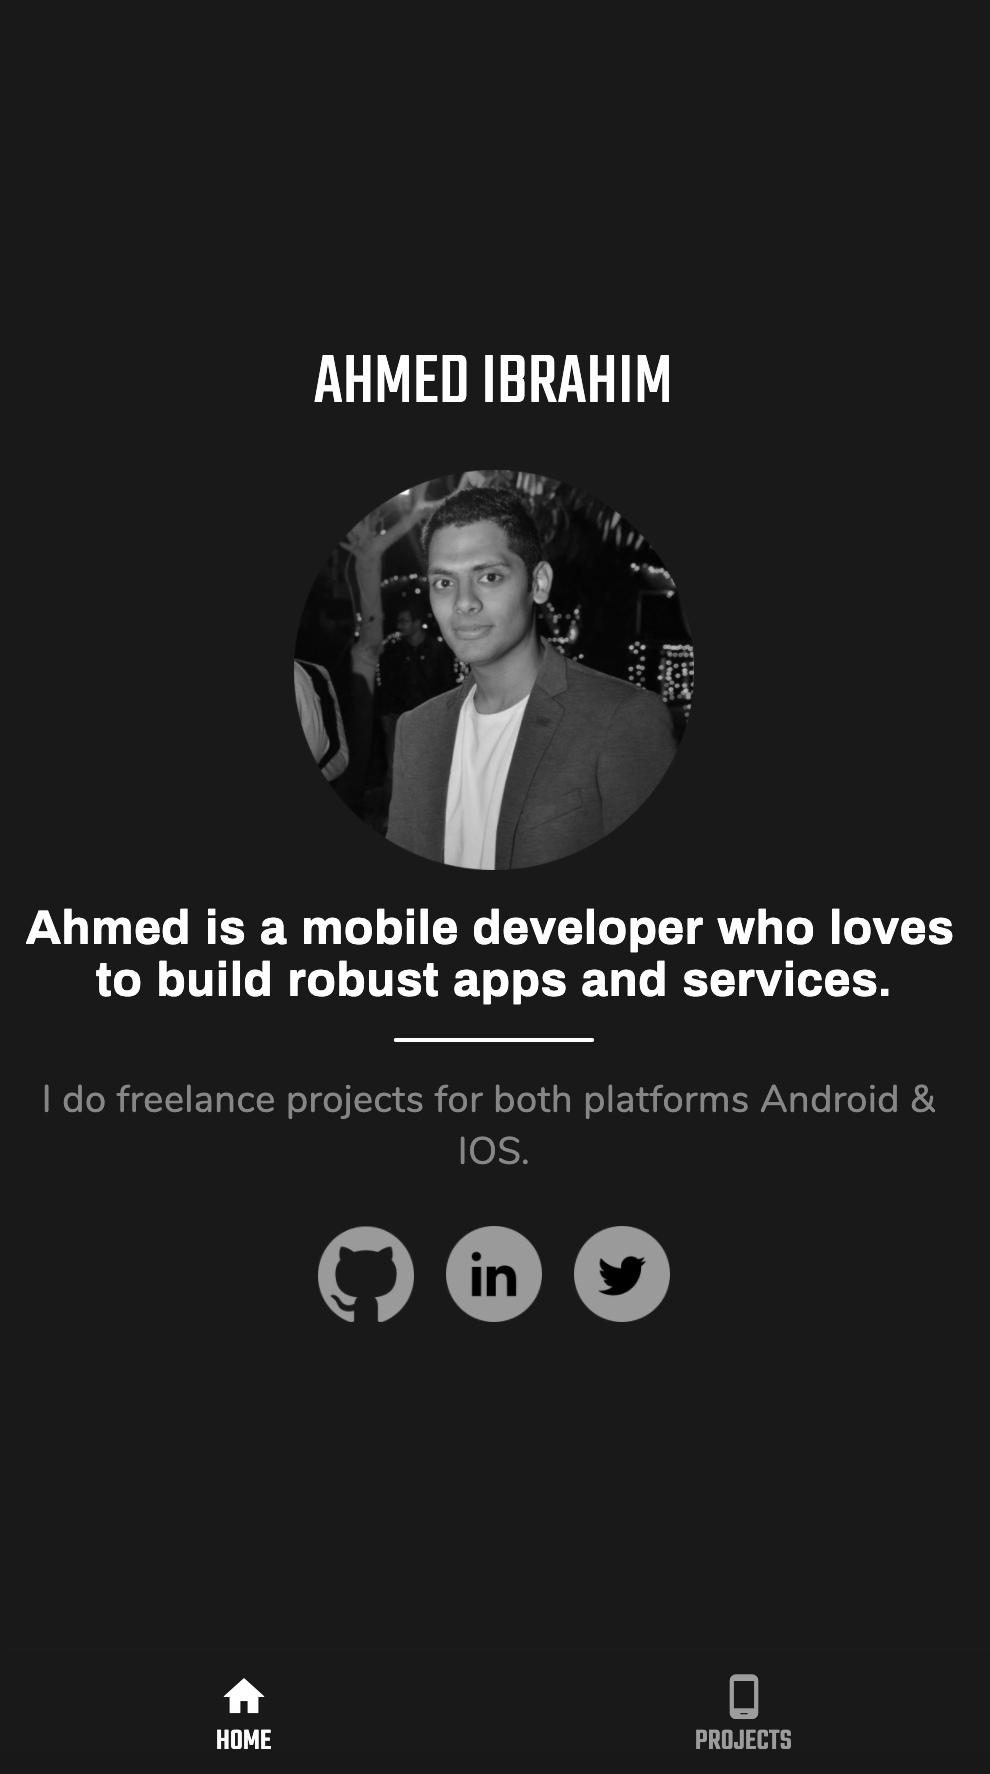 AHMED IBRAHIM
Ahmed is a mobile developer who loves
to build robust apps and services.
I do freelance projects for both platforms Android &
IOS.
in
HOME
PROJECTS